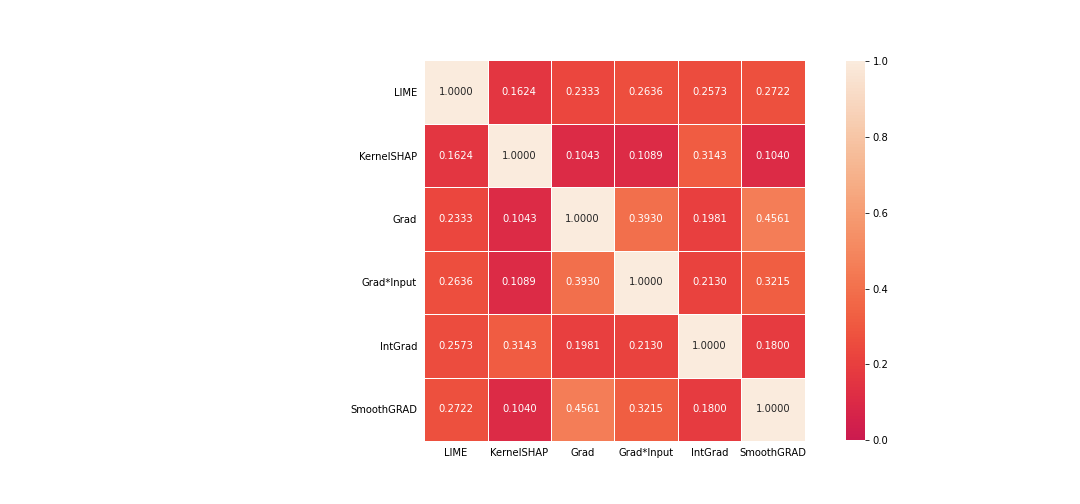 1.0
LIME 1.0000 0.1624 0.2333 0.2636 0.2573 0.2722
0.8
KernelSHAP 0.1624 1.0000 0.1043 0.1089 0.3143 0.1040
0.6
Grad 0.2333 0.1043 1.0000 0.3930 0.1981 0.4561
Grad*Input 0.2636 0.1089 0.3930 1.0000 0.2130 0.3215
0.4
IntGrad 0.2573 0.3143 0.1981 0.2130 1.0000 0.1800
0.2
SmoothGRAD 0.2722 0.1040 0.4561 0.3215 0.1800 1.0000
0.0
LIME KernelSHAP Grad Grad*Input IntGrad SmoothGRAD